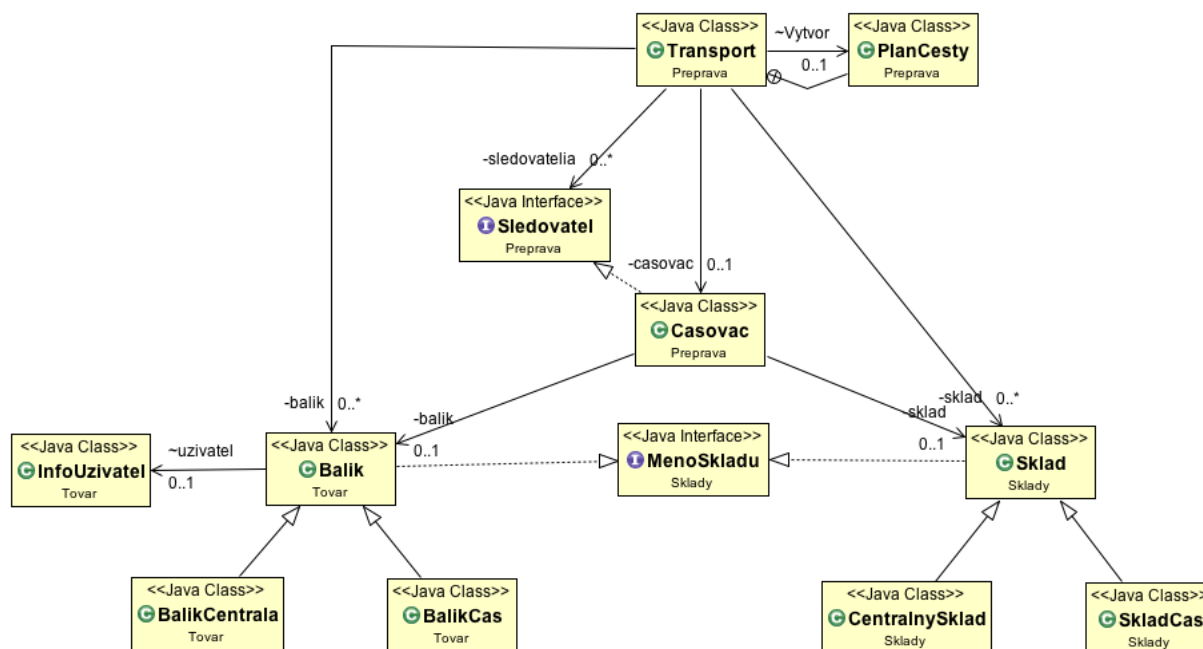 <<Java Class>>
Transport
Preprava
~Vytvor
0..1
<<Java Class>>
PlanCesty
Preprava
-sledovatelia 0..*
<<Java Interface>>
Sledovatel
Preprava
-casovac 0..1
<<Java Class>>
Casovac
Preprava
-balik 0..*
-balik
0..1
-sklad 0..*
-sklad
0..1
<<Java Class>>
InfoUzivatel
Tovar
~uzivatel
0..1
<<Java Class>>
Balik
Tovar
<<Java Interface>>
MenoSkladu
Sklady
<<Java Class>>
Sklad
Sklady
<<Java Class>>
BalikCentrala
Tovar
<<Java Class>>
BalikCas
Tovar
<<Java Class>>
CentralnySklad
Sklady
<<Java Class>>
SkladCas
Sklady